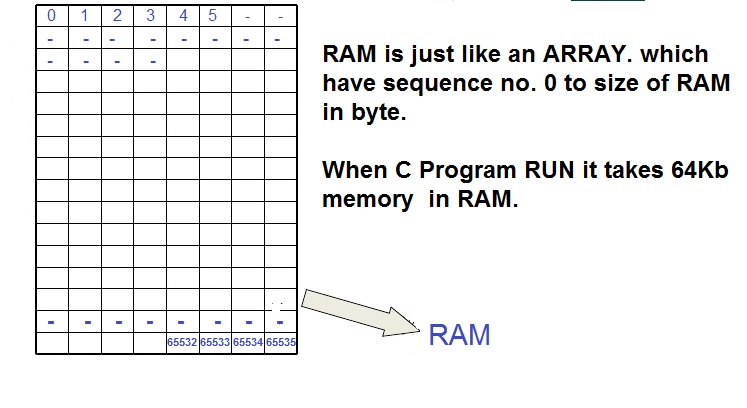 0 1 2 3 4 5 - -
- - - - - - - -
- - - -
RAM is just like an ARRAY. which
have sequence no. 0 to size of RAM
in byte.
When C Program RUN it takes 64Kb
memory in RAM.
- - - - - - - -
RAM
65532 65533 65534 65535